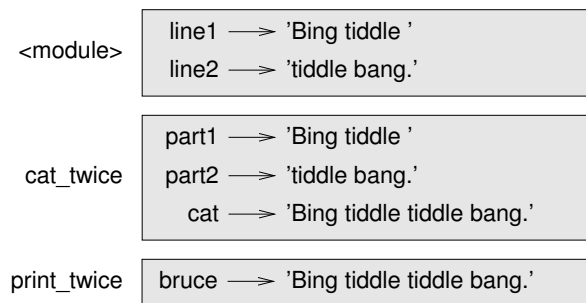 <module>
line1 → 'Bing tiddle ’
line2 → 'tiddle bang.’
cat_twice
part1 → 'Bing tiddle ’
part2 → 'tiddle bang.’
cat → 'Bing tiddle tiddle bang.’
print_twice
bruce → 'Bing tiddle tiddle bang.’